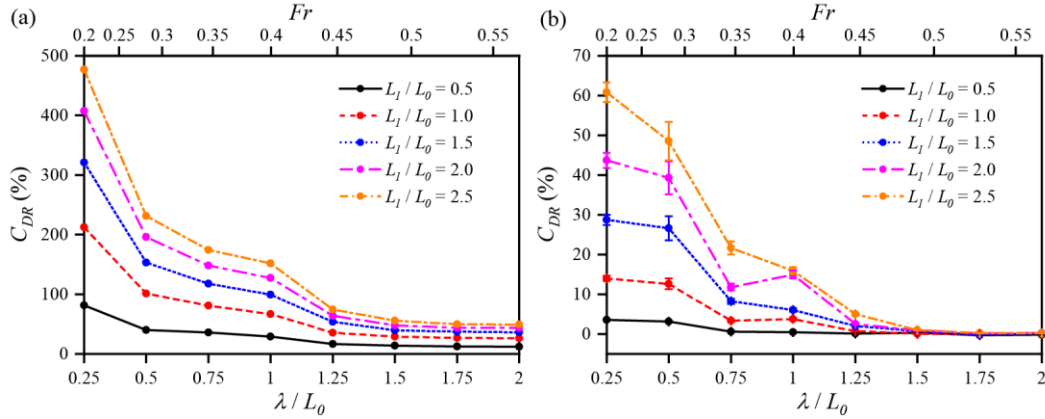 (a)
Fr
0.2 0.25 0.3 0.35 0.4 0.45 0.5 0.55
500
400
300
200
100
0
C_DR (%)
L_1 / L_0 = 0.5
L_1 / L_0 = 1.0
L_1 / L_0 = 1.5
L_1 / L_0 = 2.0
L_1 / L_0 = 2.5
0.25 0.5 0.75 1 1.25 1.5 1.75 2
λ / L_0
(b)
Fr
0.2 0.25 0.3 0.35 0.4 0.45 0.5 0.55
70
60
50
40
30
20
10
0
C_DR (%)
L_1 / L_0 = 0.5
L_1 / L_0 = 1.0
L_1 / L_0 = 1.5
L_1 / L_0 = 2.0
L_1 / L_0 = 2.5
0.25 0.5 0.75 1 1.25 1.5 1.75 2
λ / L_0